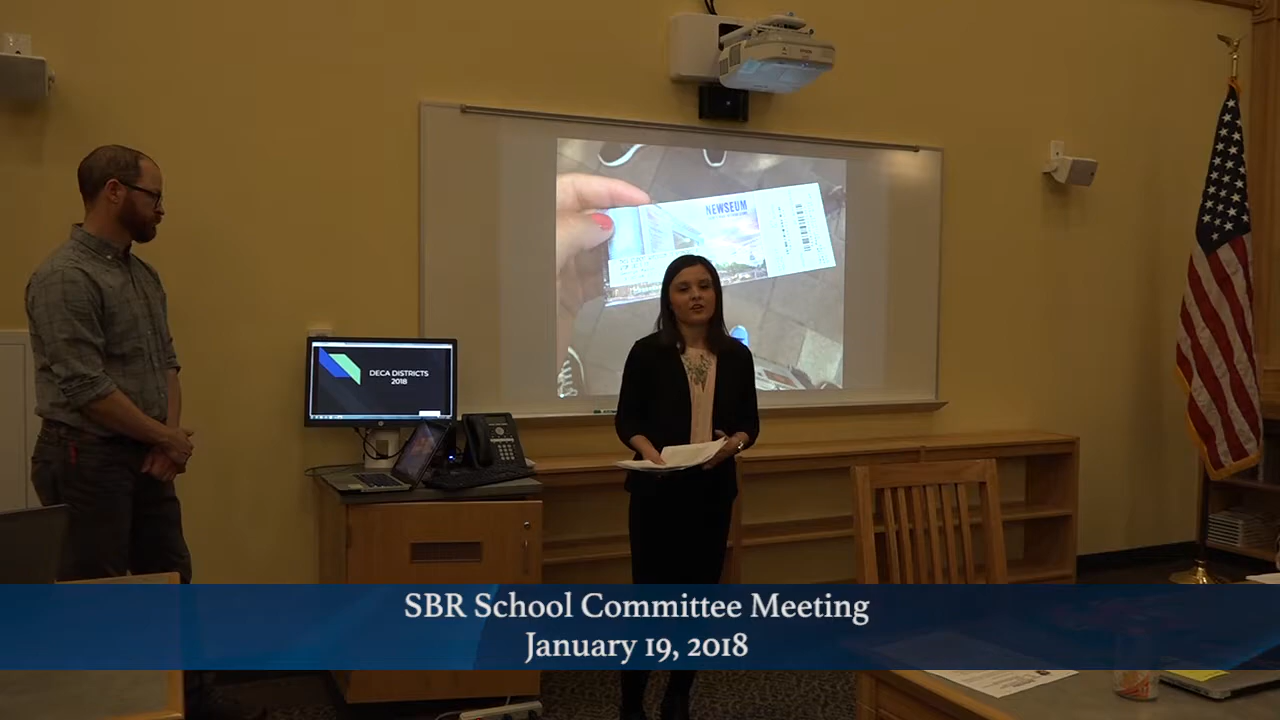 NEWSEUM
DECA DISTRICTS
2018
SBR School Committee Meeting
January 19, 2018